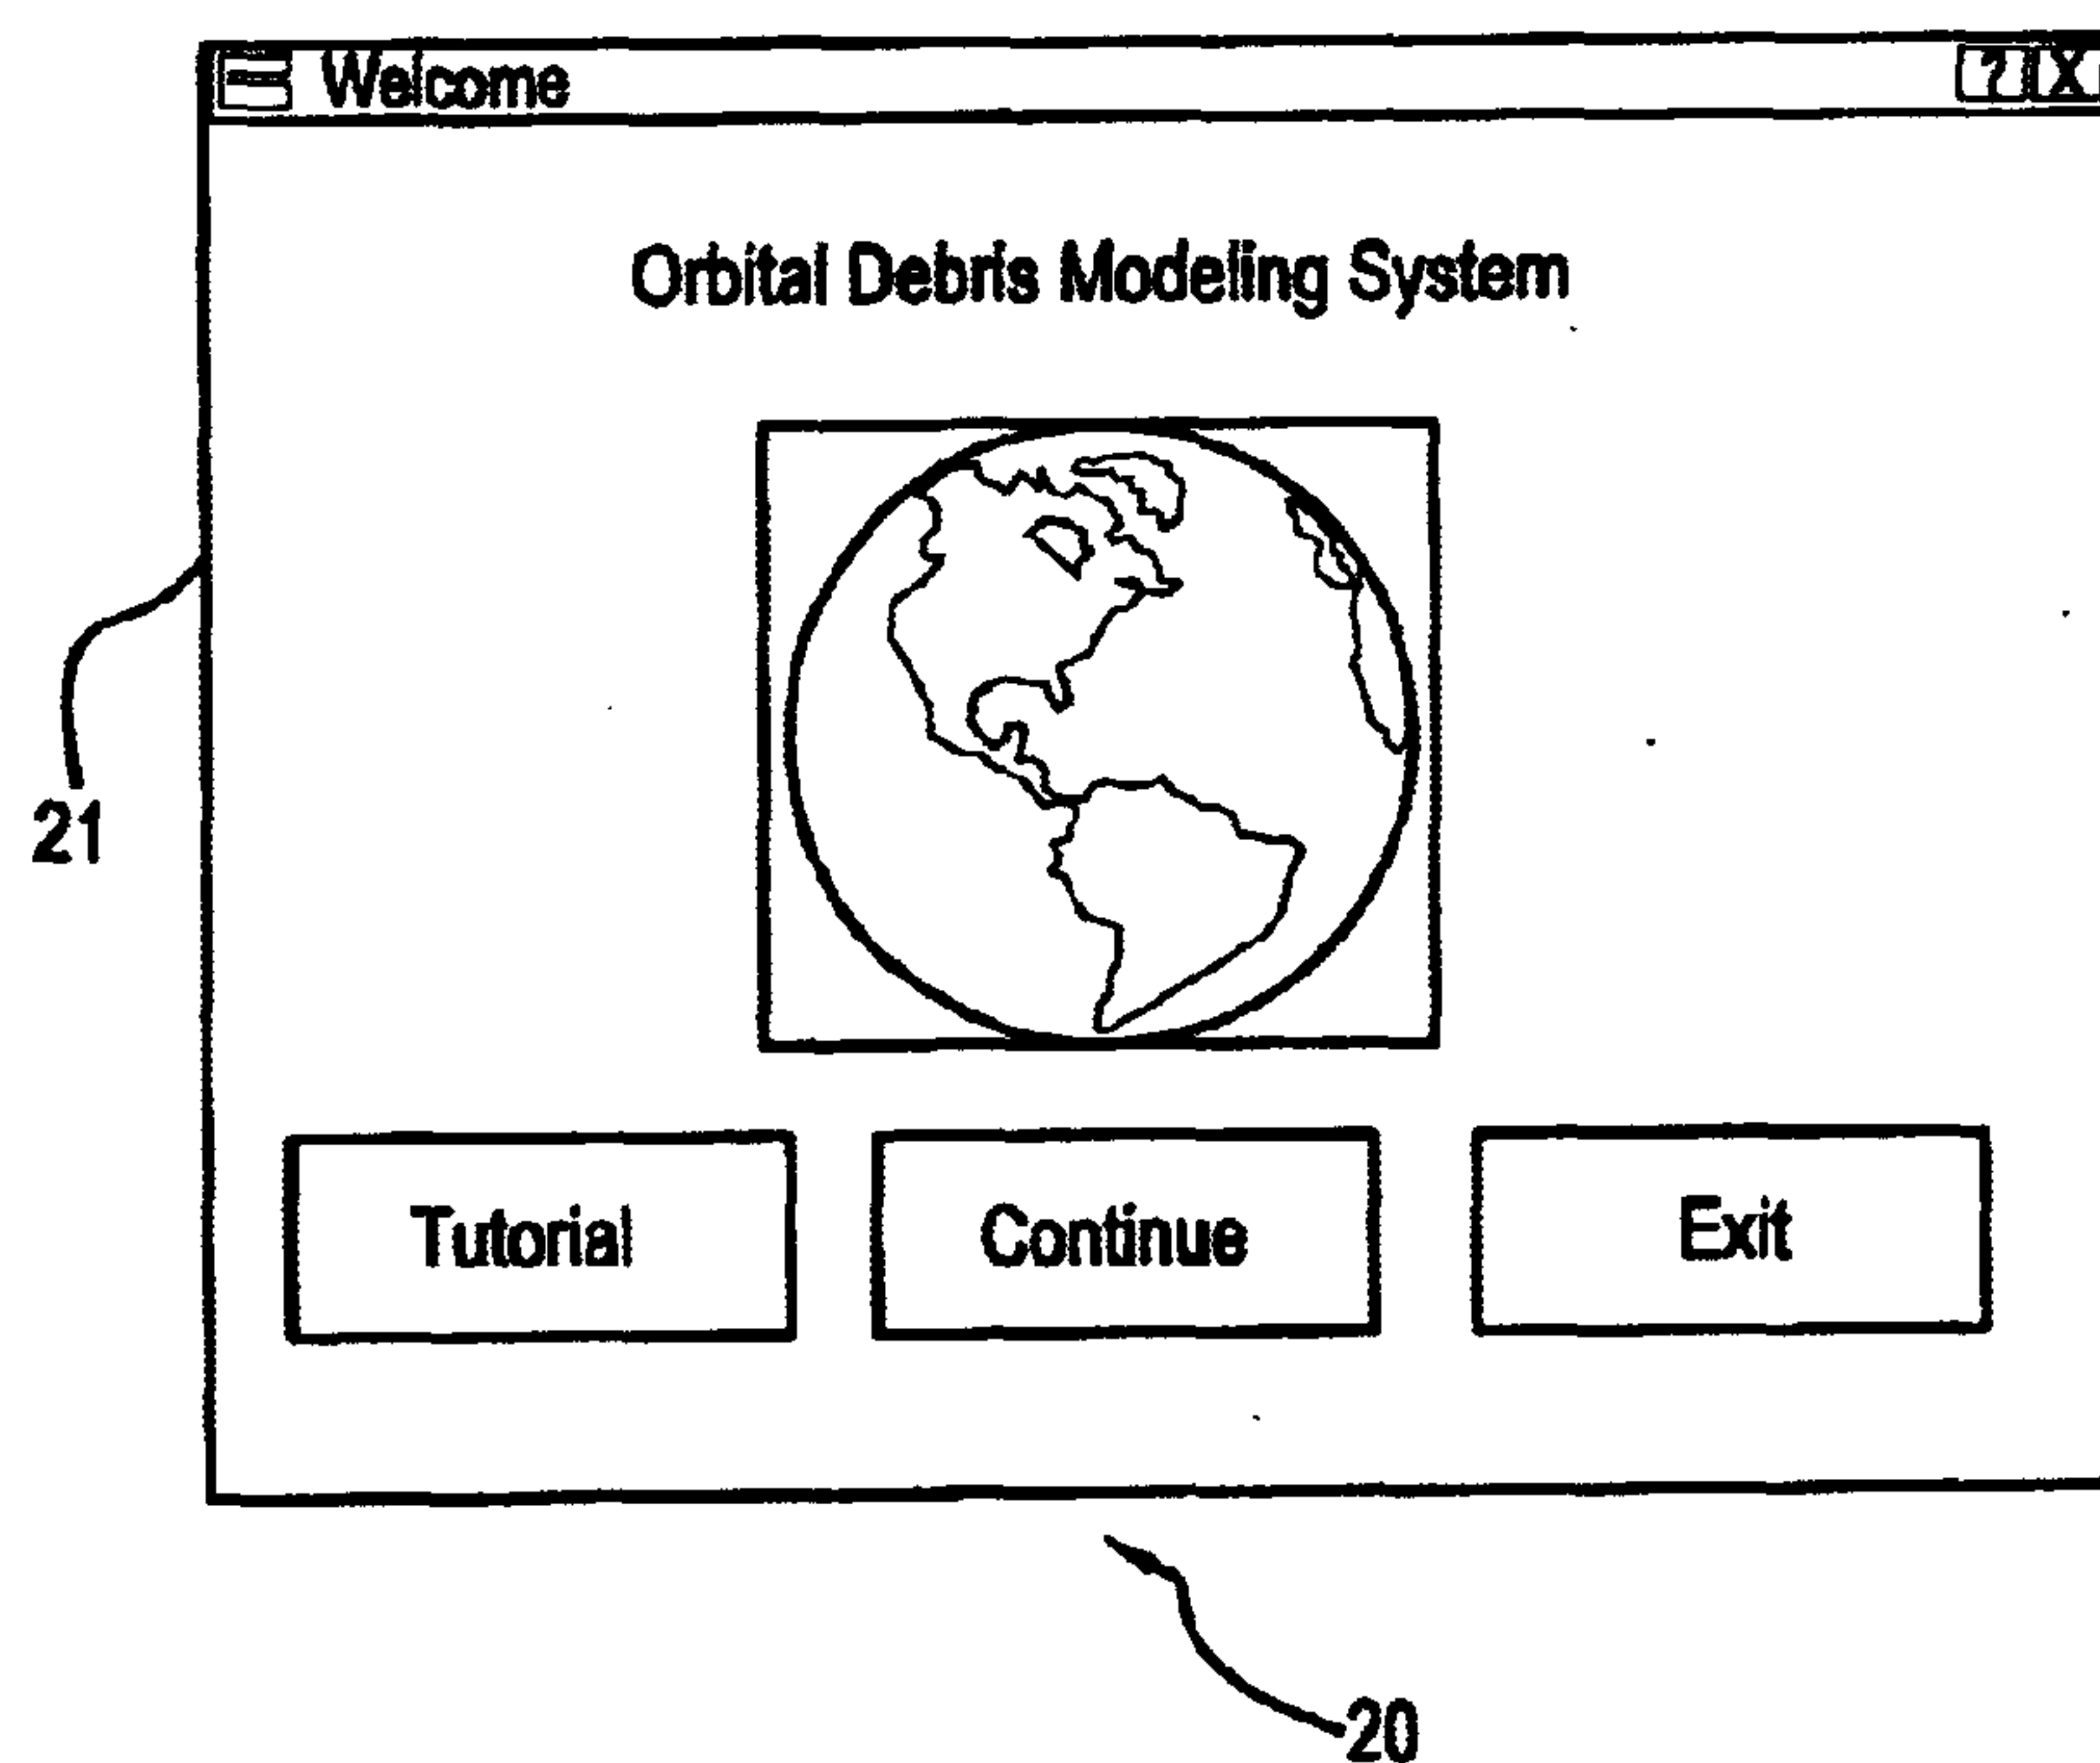 Welcome ? X
Orbital Debris Modeling System
21
Tutorial Continue Exit
20